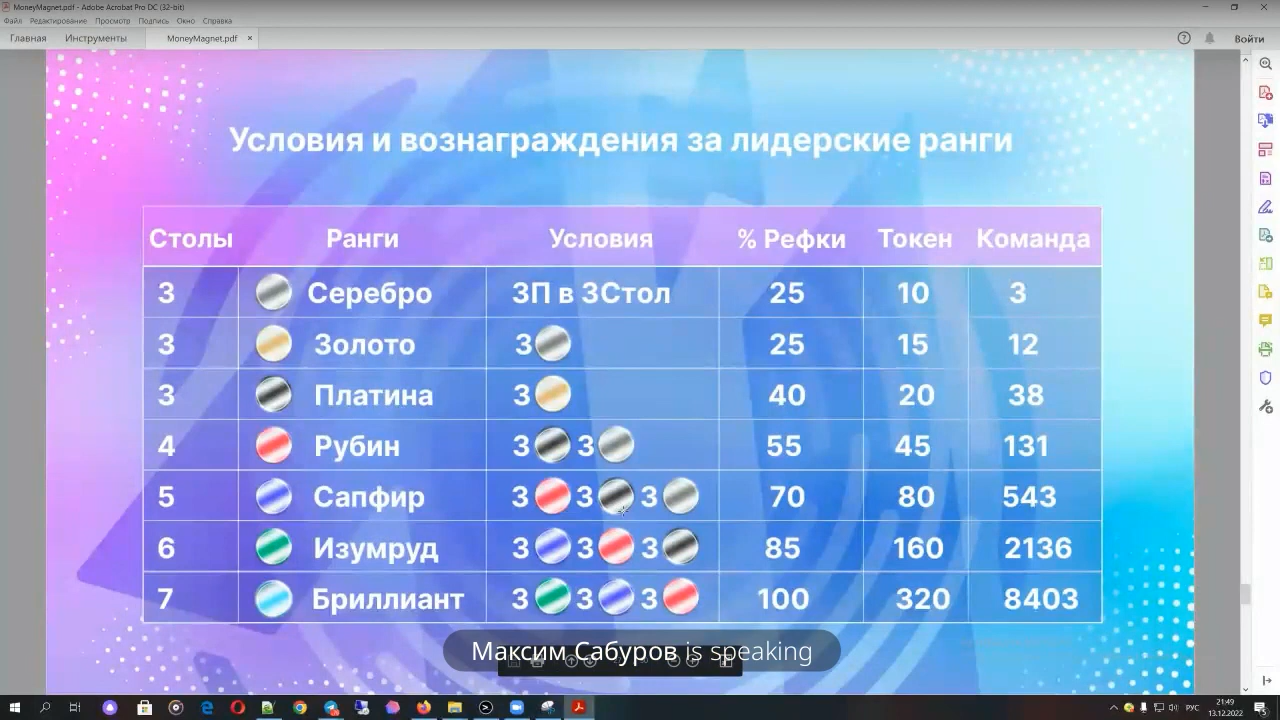 MoneyMagnet.pdf - Adobe Acrobat Pro DC (32-bit)
Файл Редактирование Просмотр Подпись Окно Справка
Главная Инструменты MoneyMagnet.pdf × Войти
Условия и вознаграждения за лидерские ранги
Столы Ранги Условия % Рефки Токен Команда
3 Серебро 3П в 3Стол 25 10 3
3 Золото 3 25 15 12
3 Платина 3 40 20 38
4 Рубин 3 3 55 45 131
5 Сапфир 3 3 3 70 80 543
6 Изумруд 3 3 3 85 160 2136
7 Бриллиант 3 3 3 100 320 8403
Максим Сабуров is speaking
РУС 21:49
13.12.2022